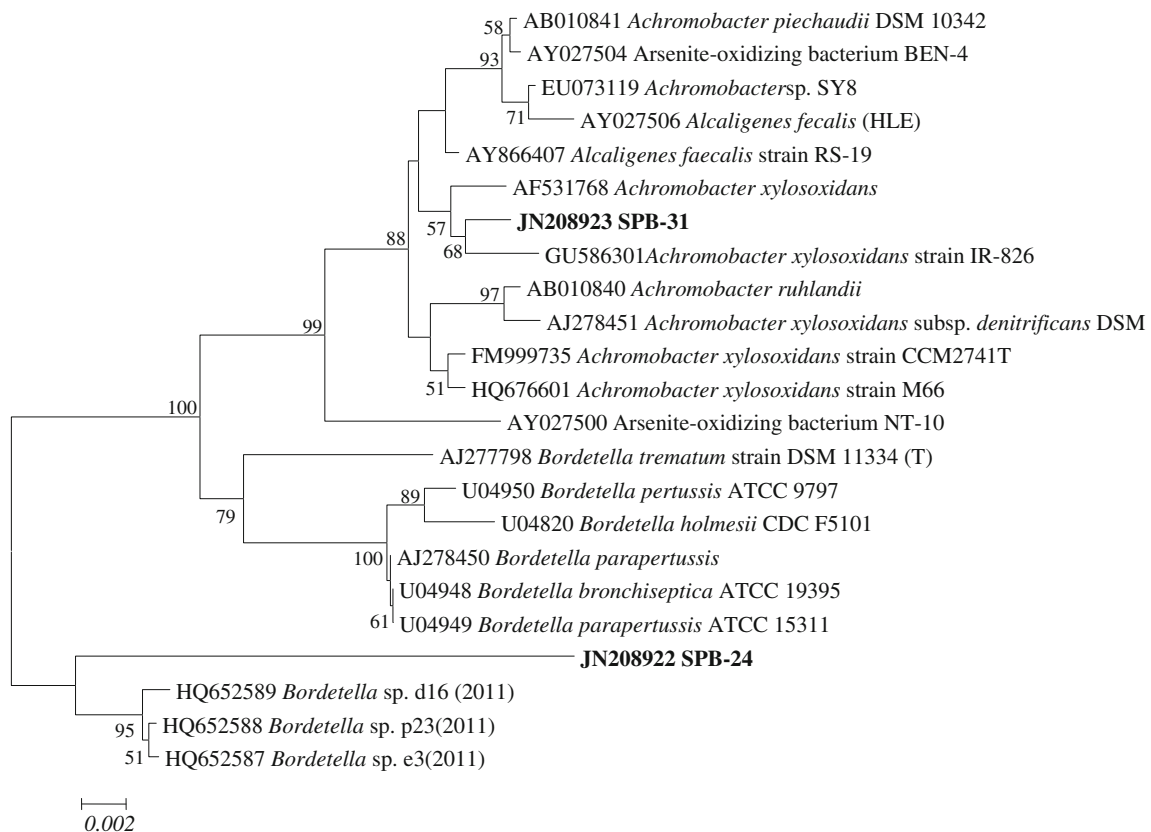 58 AB010841 Achromobacter piechaudii DSM 10342
AY027504 Arsenite-oxidizing bacterium BEN-4
93
EU073119 Achromobactersp. SY8
71 AY027506 Alcaligenes fecalis (HLE)
AY866407 Alcaligenes faecalis strain RS-19
AF531768 Achromobacter xylosoxidans
57 JN208923 SPB-31
68 GU586301Achromobacter xylosoxidans strain IR-826
88
97 AB010840 Achromobacter ruhlandii
AJ278451 Achromobacter xylosoxidans subsp. denitrificans DSM
99
FM999735 Achromobacter xylosoxidans strain CCM2741T
51 HQ676601 Achromobacter xylosoxidans strain M66
100
AY027500 Arsenite-oxidizing bacterium NT-10
AJ277798 Bordetella trematum strain DSM 11334 (T)
89 U04950 Bordetella pertussis ATCC 9797
79
U04820 Bordetella holmesii CDC F5101
100 AJ278450 Bordetella parapertussis
U04948 Bordetella bronchiseptica ATCC 19395
61 U04949 Bordetella parapertussis ATCC 15311
JN208922 SPB-24
HQ652589 Bordetella sp. d16 (2011)
95 HQ652588 Bordetella sp. p23(2011)
51 HQ652587 Bordetella sp. e3(2011)
0.002